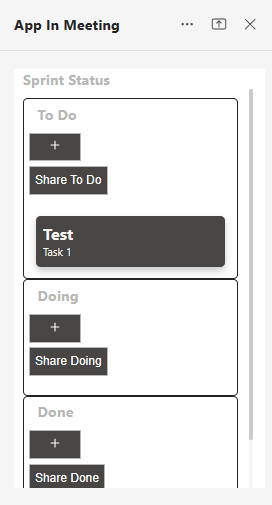 App In Meeting
Sprint Status
To Do
+
Share To Do
Test
Task 1
Doing
+
Share Doing
Done
+
Share Done